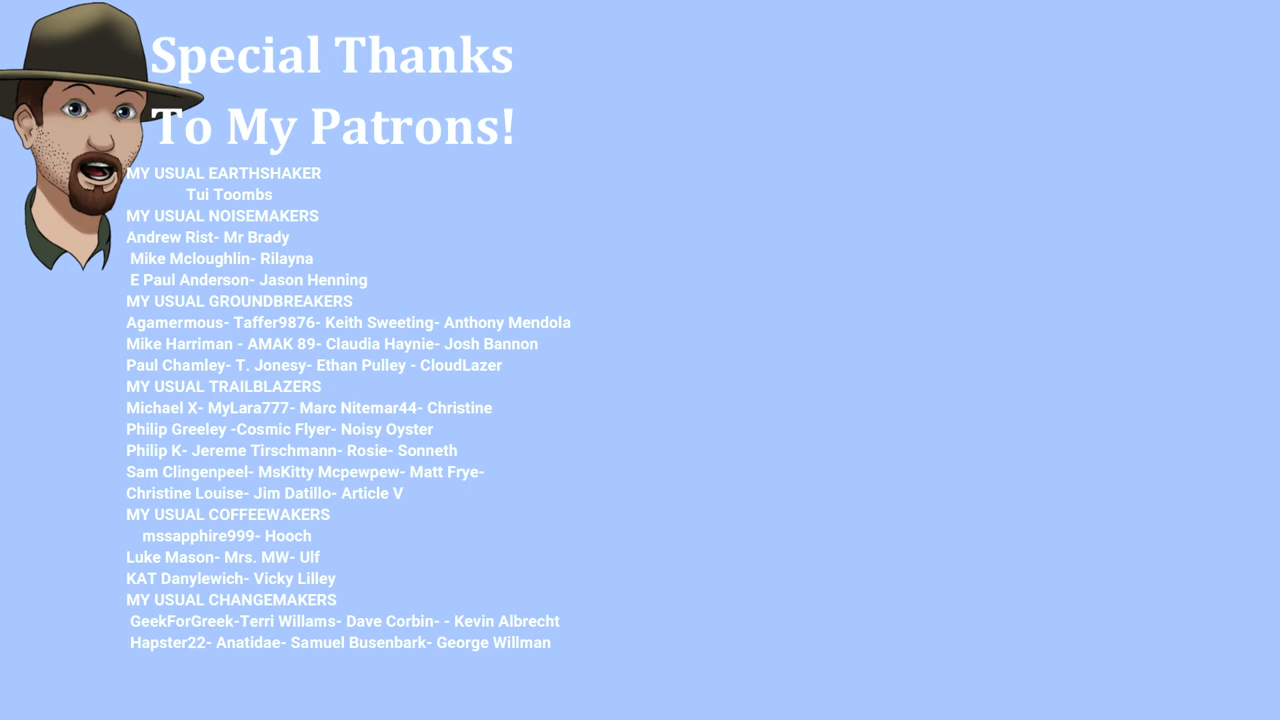 Special Thanks
To My Patrons!
MY USUAL EARTHSHAKER
Tui Toombs
MY USUAL NOISEMAKERS
Andrew Rist- Mr Brady
Mike Mcloughlin- Rilayna
E Paul Anderson- Jason Henning
MY USUAL GROUNDBREAKERS
Agamermous- Taffer9876- Keith Sweeting- Anthony Mendola
Mike Harriman - AMAK 89- Claudia Haynie- Josh Bannon
Paul Chamley- T. Jonesy- Ethan Pulley - CloudLazer
MY USUAL TRAILBLAZERS
Michael X- MyLara777- Marc Nitemar44- Christine
Philip Greeley -Cosmic Flyer- Noisy Oyster
Philip K- Jereme Tirschmann- Rosie- Sonneth
Sam Clingenpeel- MsKitty Mcpewpew- Matt Frye-
Christine Louise- Jim Datillo- Article V
MY USUAL COFFEEWAKERS
mssapphire999- Hooch
Luke Mason- Mrs. MW- Ulf
KAT Danylewich- Vicky Lilley
MY USUAL CHANGEMAKERS
GeekForGreek-Terri Willams- Dave Corbin- - Kevin Albrecht
Hapster22- Anatidae- Samuel Busenbark- George Willman